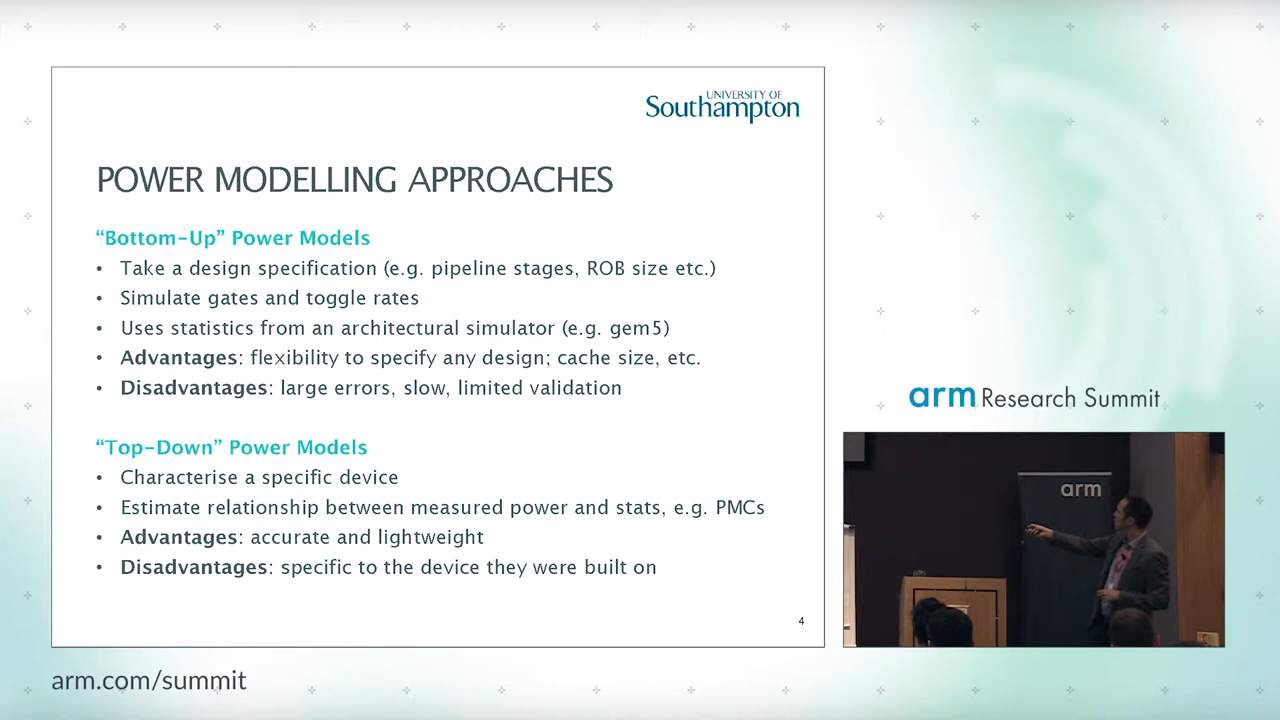 UNIVERSITY OF
Southampton
POWER MODELLING APPROACHES
“Bottom-Up” Power Models
• Take a design specification (e.g. pipeline stages, ROB size etc.)
• Simulate gates and toggle rates
• Uses statistics from an architectural simulator (e.g. gem5)
• Advantages: flexibility to specify any design; cache size, etc.
• Disadvantages: large errors, slow, limited validation
“Top-Down” Power Models
• Characterise a specific device
• Estimate relationship between measured power and stats, e.g. PMCs
• Advantages: accurate and lightweight
• Disadvantages: specific to the device they were built on
4
arm Research Summit
arm
arm.com/summit